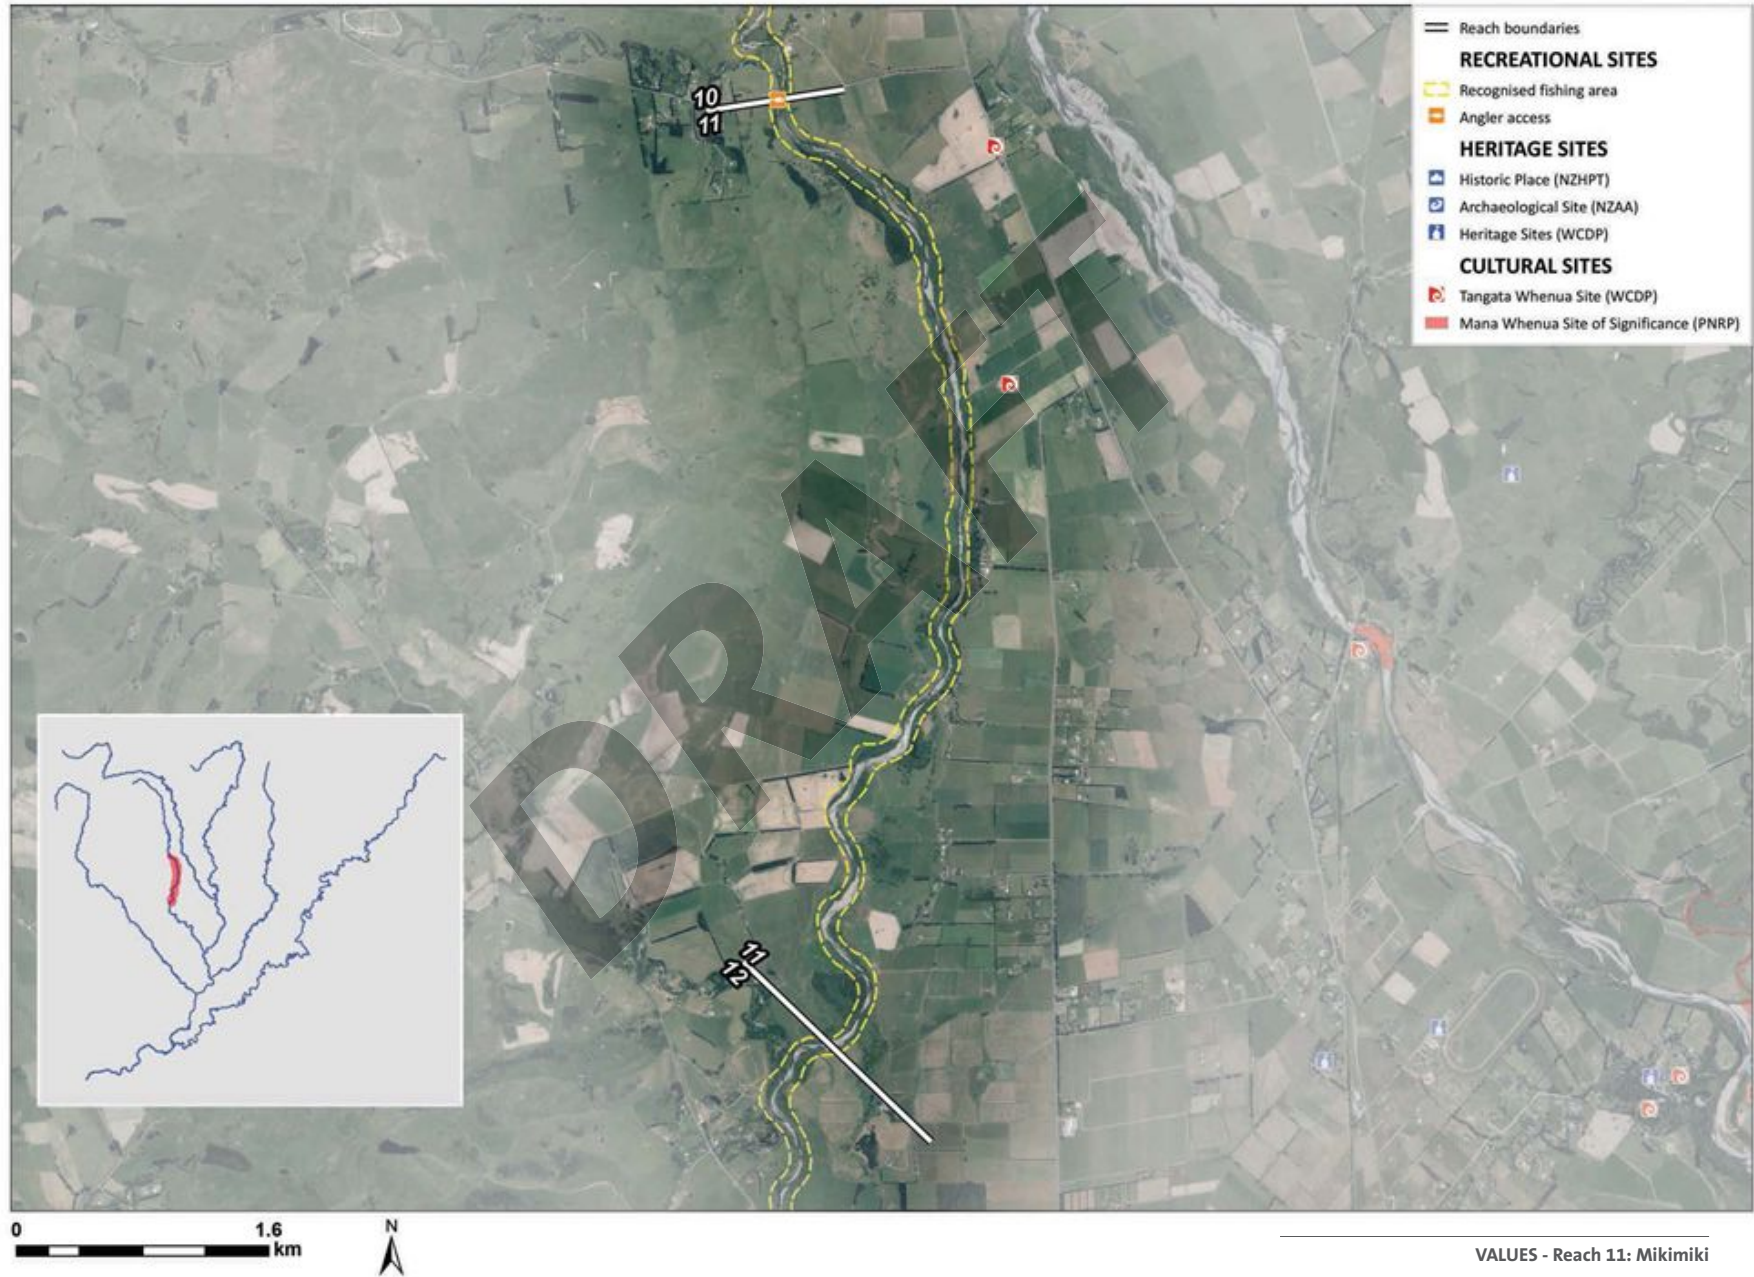 Reach boundaries
RECREATIONAL SITES
Recognised fishing area
Angler access
HERITAGE SITES
Historic Place (NZHPT)
Archaeological Site (NZAA)
Heritage Sites (WCDP)
CULTURAL SITES
Tangata Whenua Site (WCDP)
Mana Whenua Site of Significance (PNRP)
10
11
DRAFT
11
12
0 1.6
km
N
VALUES - Reach 11: Mikimiki